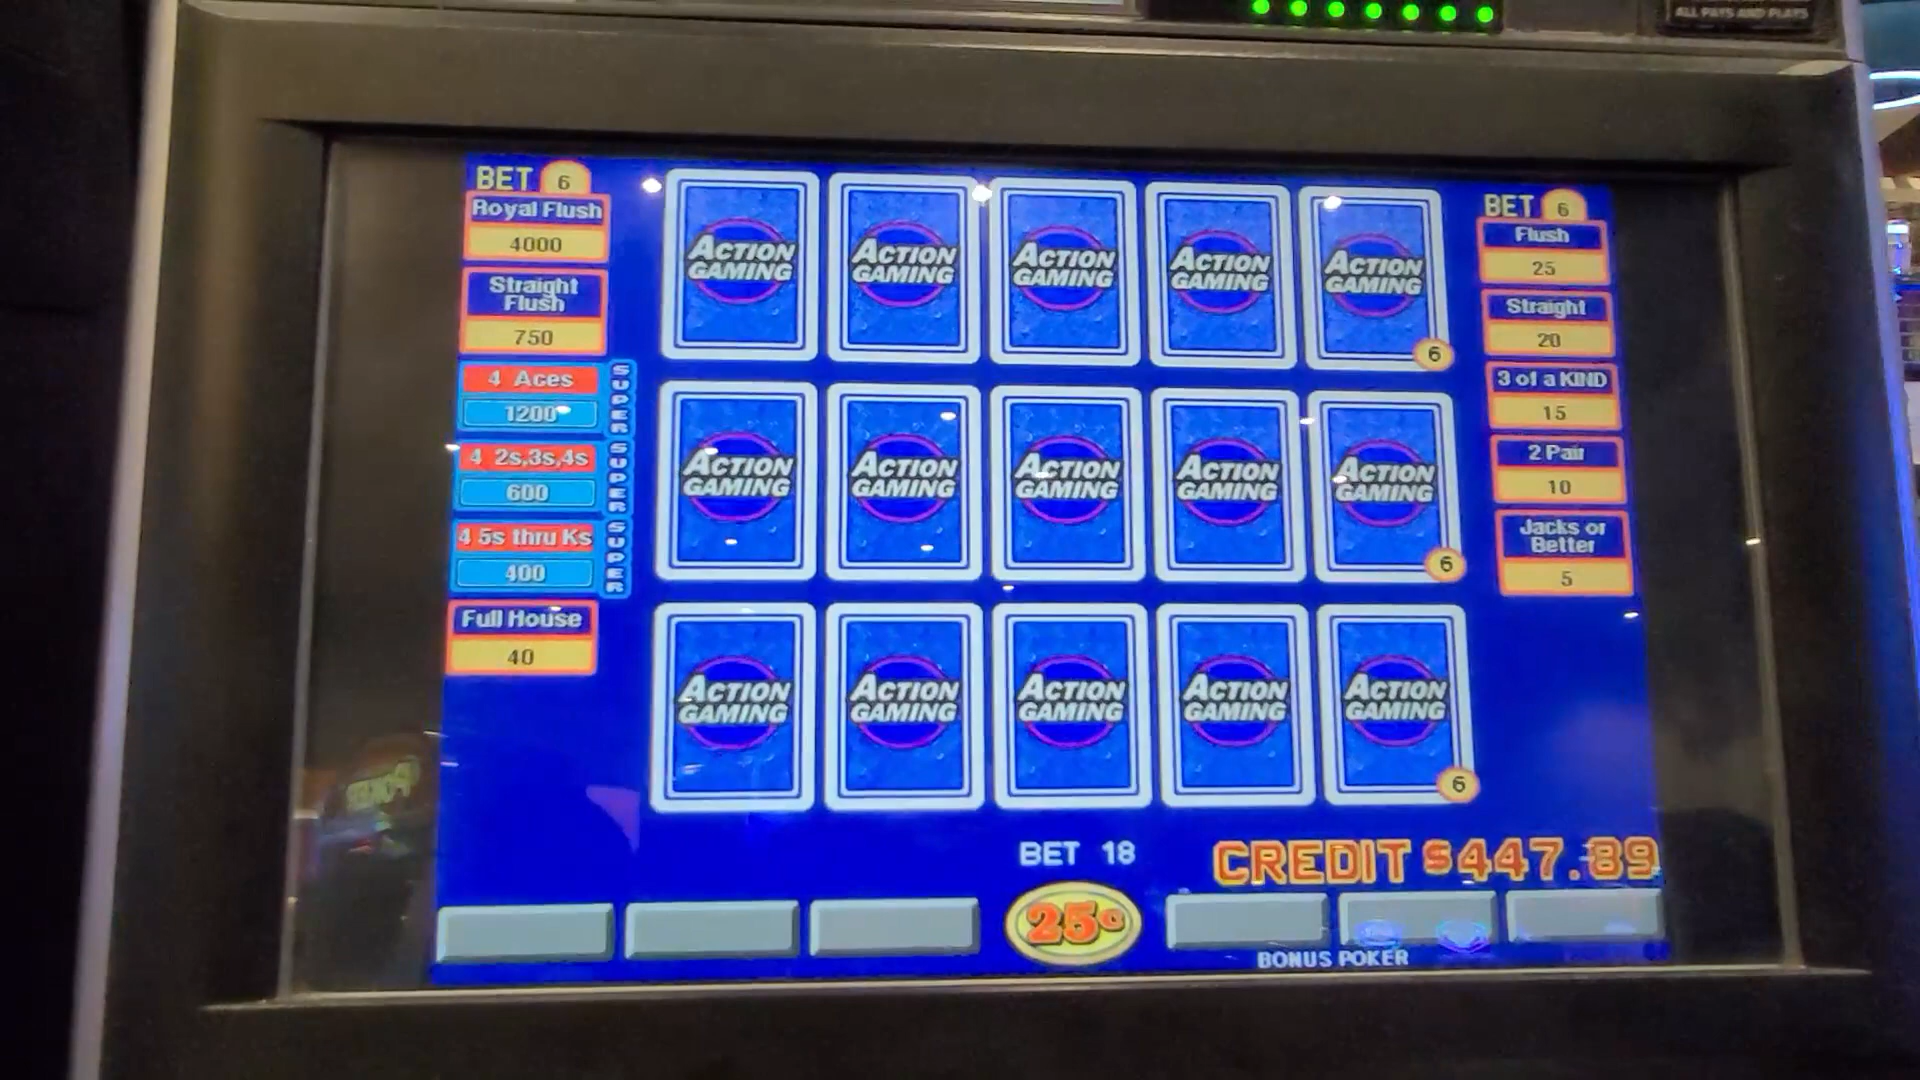 ALL PAYS AND PLAYS
BET 6
Royal Flush
4000
Straight
Flush
750
4 Aces
1200
SUPER
4 2s,3s,4s
600
SUPER
4 5s thru Ks
400
SUPER
Full House
40
ACTION
GAMING
ACTION
GAMING
ACTION
GAMING
ACTION
GAMING
ACTION
GAMING
6
ACTION
GAMING
ACTION
GAMING
ACTION
GAMING
ACTION
GAMING
ACTION
GAMING
6
ACTION
GAMING
ACTION
GAMING
ACTION
GAMING
ACTION
GAMING
ACTION
GAMING
6
BET 6
Flush
25
Straight
20
3 of a KIND
15
2 Pair
10
Jacks or
Better
5
BET 18
CREDIT $447.89
25¢
BONUS POKER